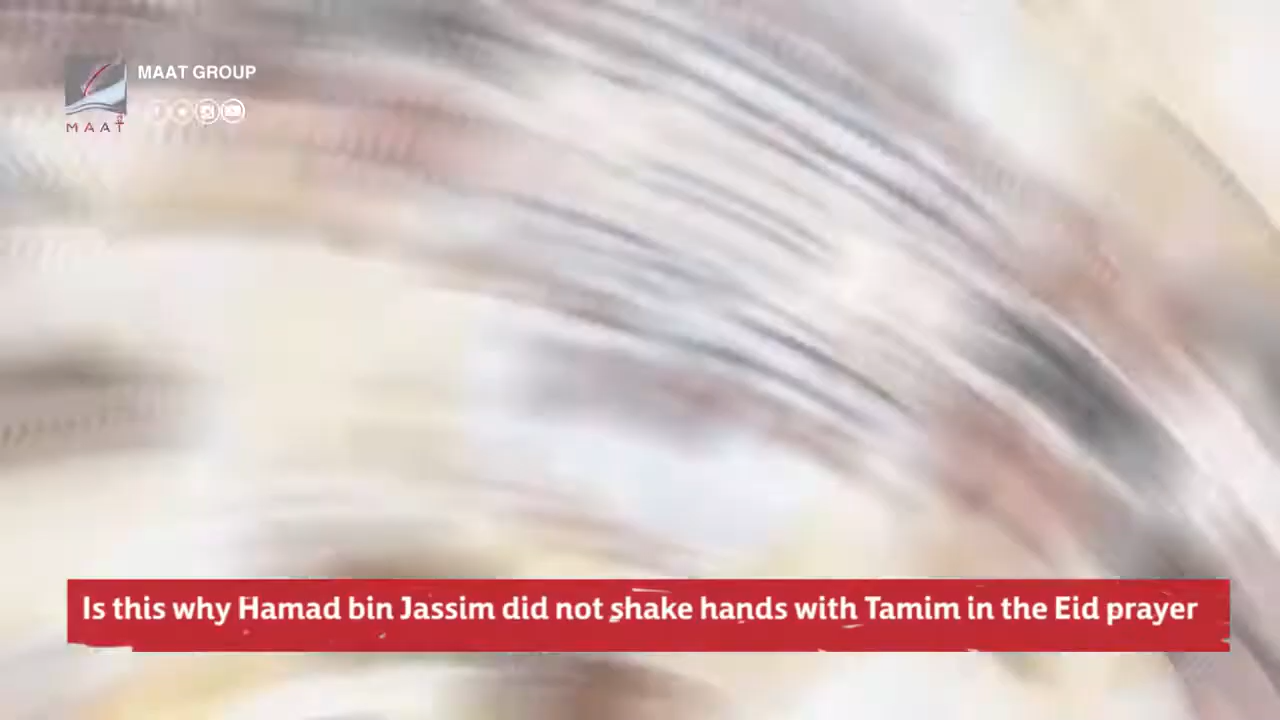 MAAT GROUP
MAAT
Is this why Hamad bin Jassim did not shake hands with Tamim in the Eid prayer